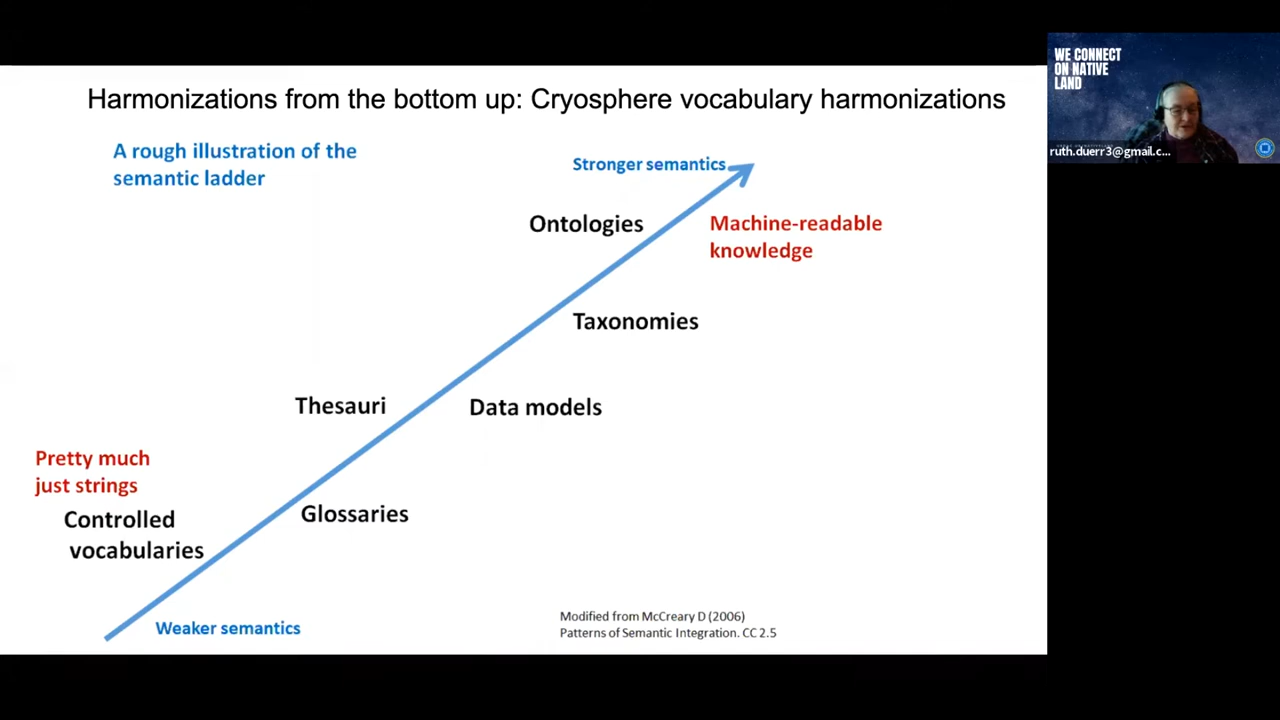 Harmonizations from the bottom up: Cryosphere vocabulary harmonizations
A rough illustration of the
semantic ladder
Stronger semantics
Ontologies
Machine-readable
knowledge
Taxonomies
Thesauri
Data models
Pretty much
just strings
Controlled
vocabularies
Glossaries
Weaker semantics
Modified from McCreary D (2006)
Patterns of Semantic Integration. CC 2.5
WE CONNECT
ON NATIVE
LAND
ruth.duerr3@gmail.c...